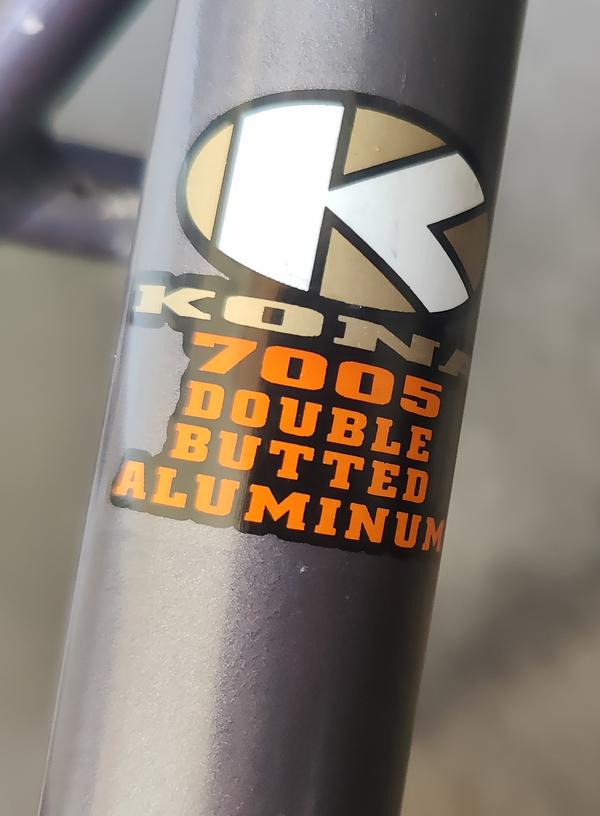 K
KONA
7005
DOUBLE
BUTTED
ALUMINUM